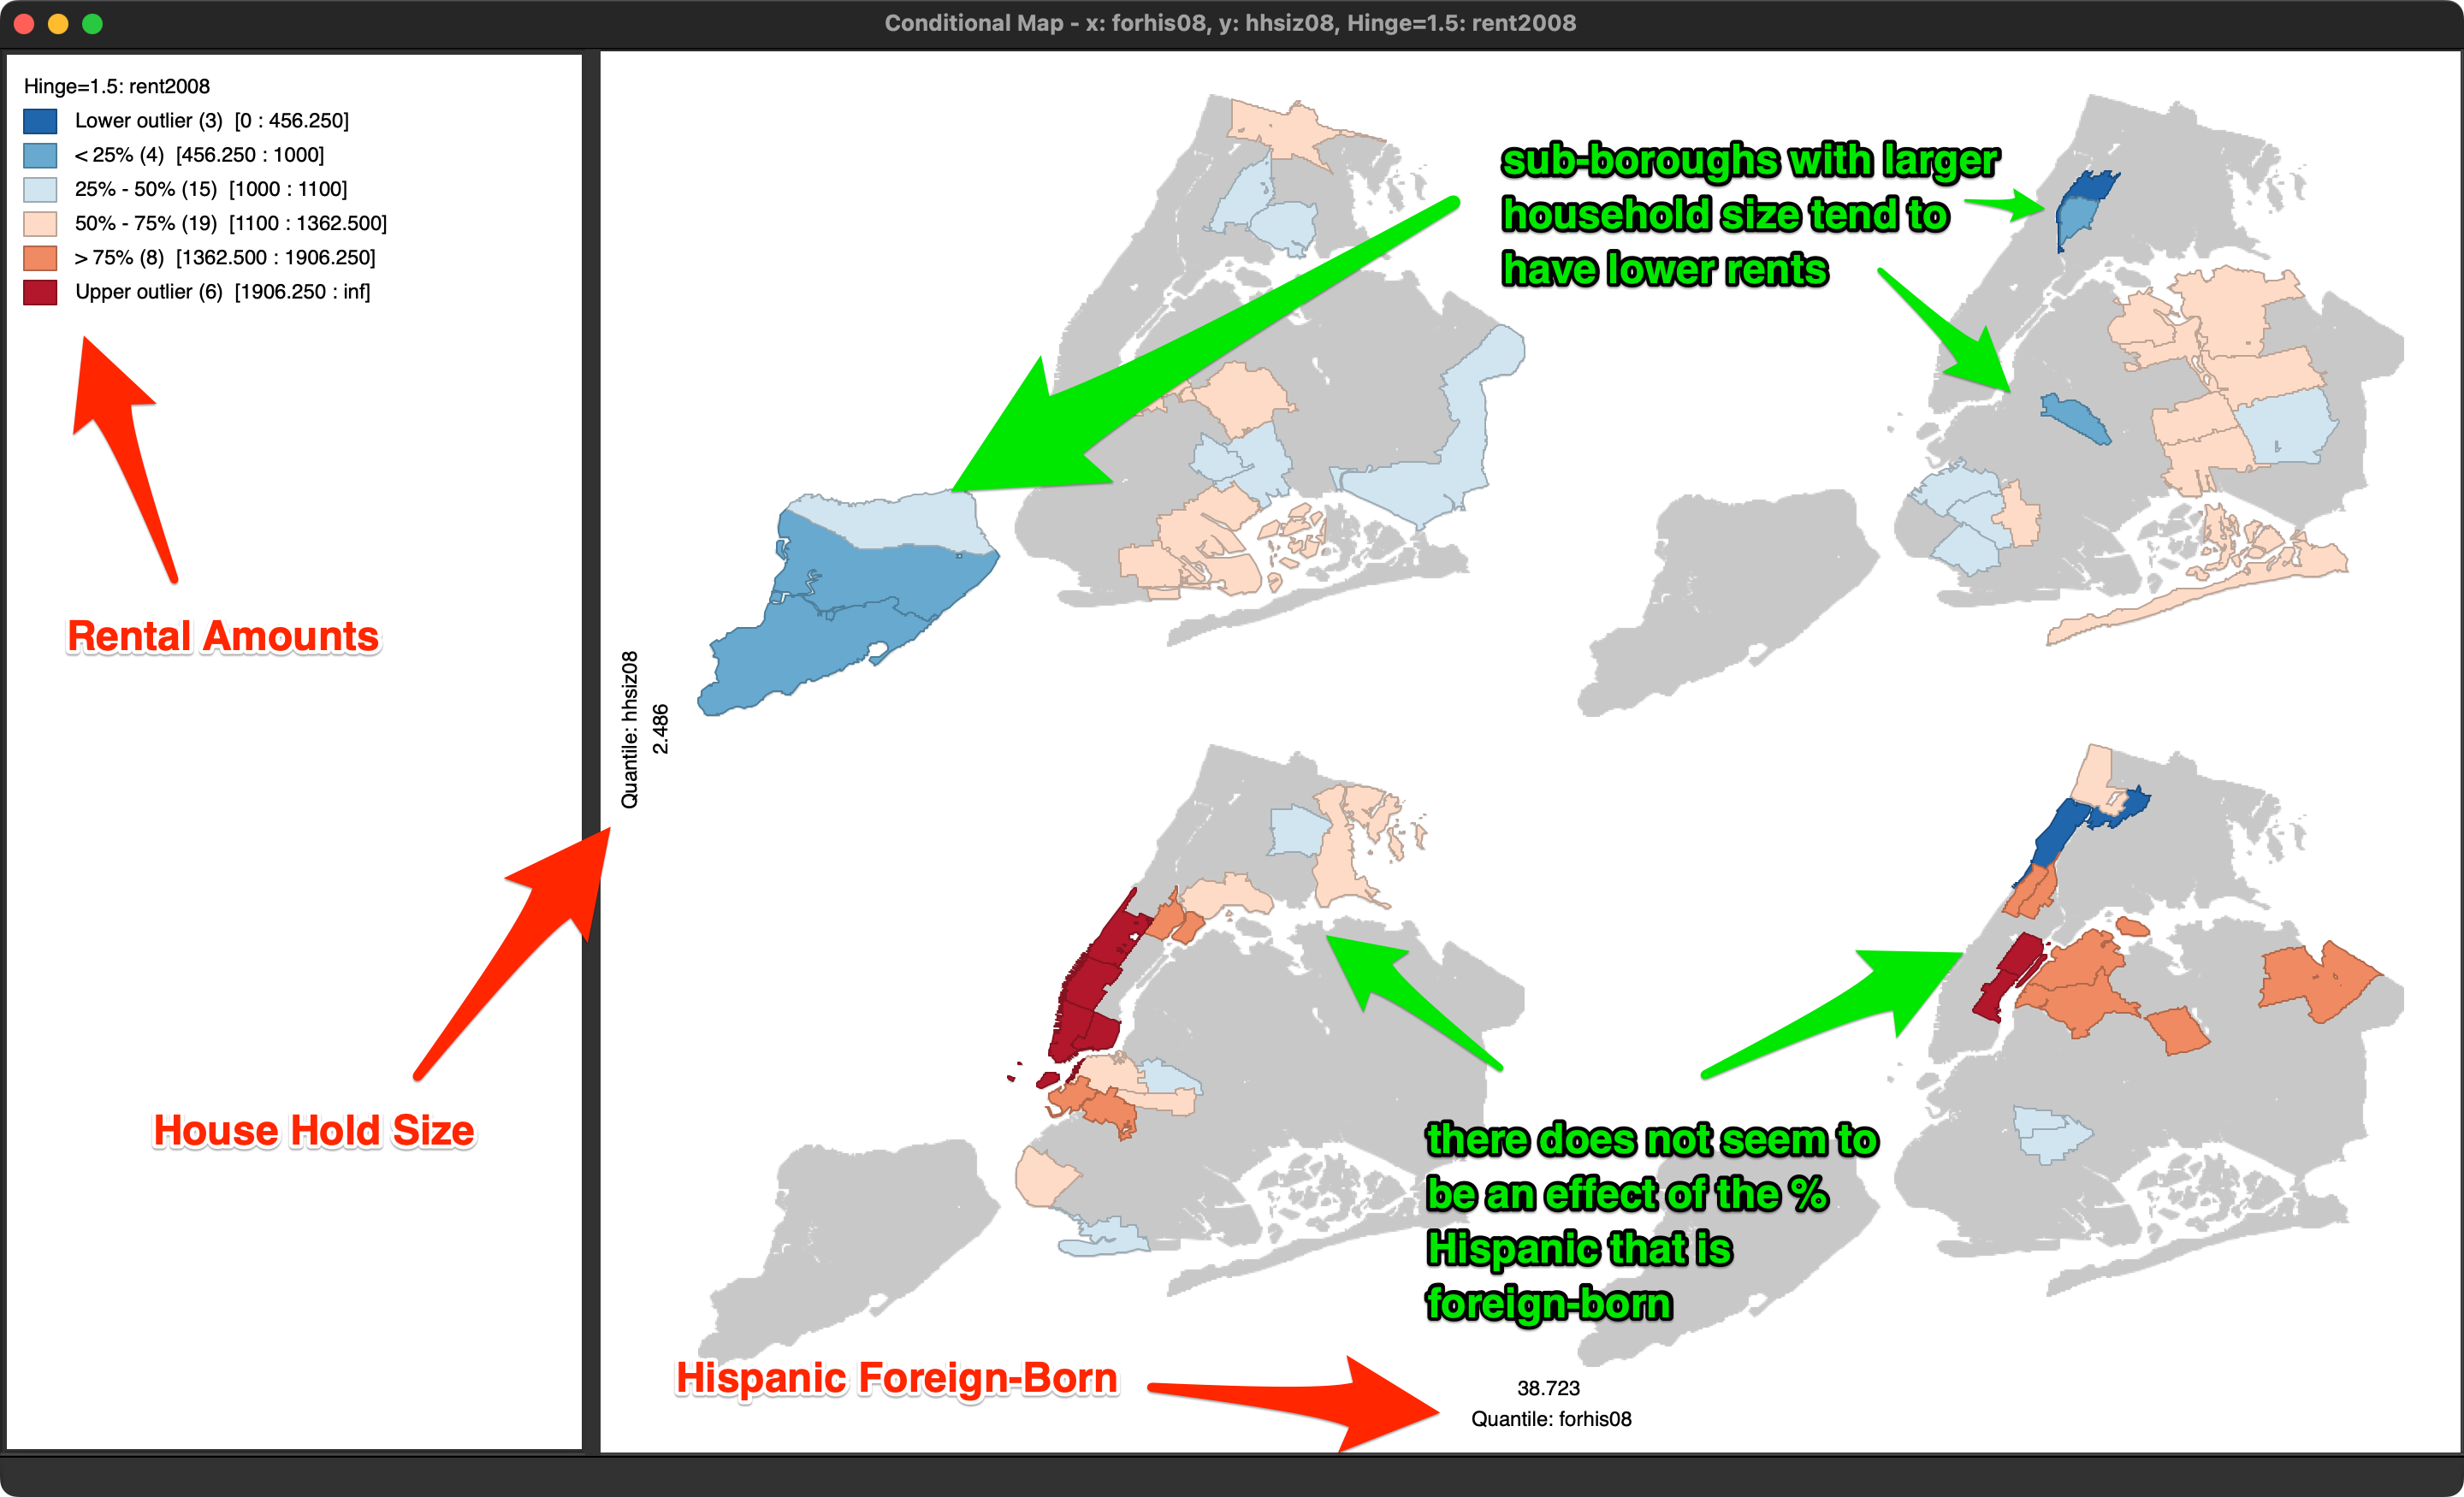 Conditional Map - x: forhis08, y: hhsiz08, Hinge=1.5: rent2008
Hinge=1.5: rent2008
Lower outlier (3) [0 : 456.250]
< 25% (4) [456.250 : 1000]
25% - 50% (15) [1000 : 1100]
50% - 75% (19) [1100 : 1362.500]
> 75% (8) [1362.500 : 1906.250]
Upper outlier (6) [1906.250 : inf]
Rental Amounts
House Hold Size
Quantile: hhsiz08
2.486
sub-boroughs with larger
household size tend to
have lower rents
there does not seem to
be an effect of the %
Hispanic that is
foreign-born
Hispanic Foreign-Born
38.723
Quantile: forhis08